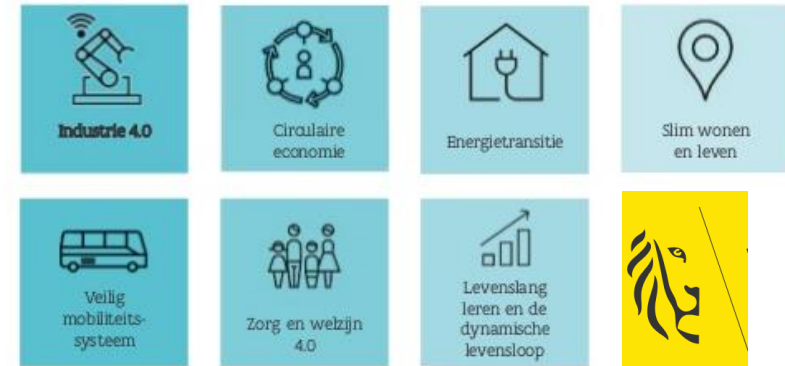 Industrie 4.0
Circulaire
economie
Energietransitie
Slim wonen
en leven
Veilig
mobiliteits-
systeem
Zorg en welzijn
4.0
Levenslang
leren en de
dynamische
levensloop